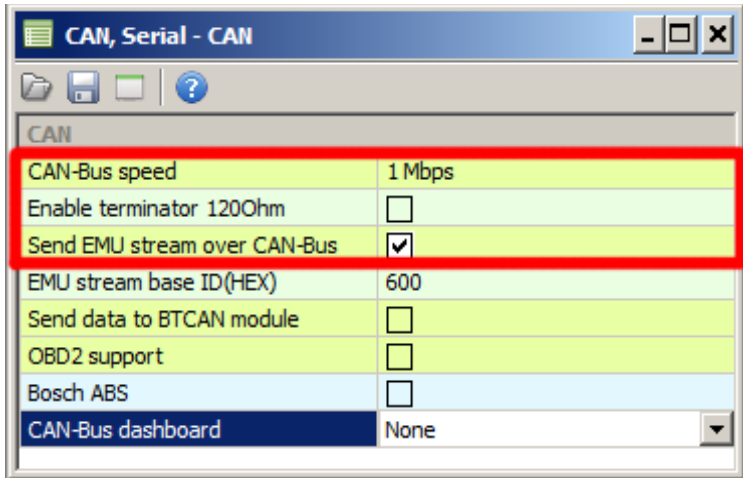 CAN, Serial - CAN
CAN
CAN-Bus speed 1 Mbps
Enable terminator 120Ohm
Send EMU stream over CAN-Bus
EMU stream base ID(HEX) 600
Send data to BTCAN module
OBD2 support
Bosch ABS
CAN-Bus dashboard None